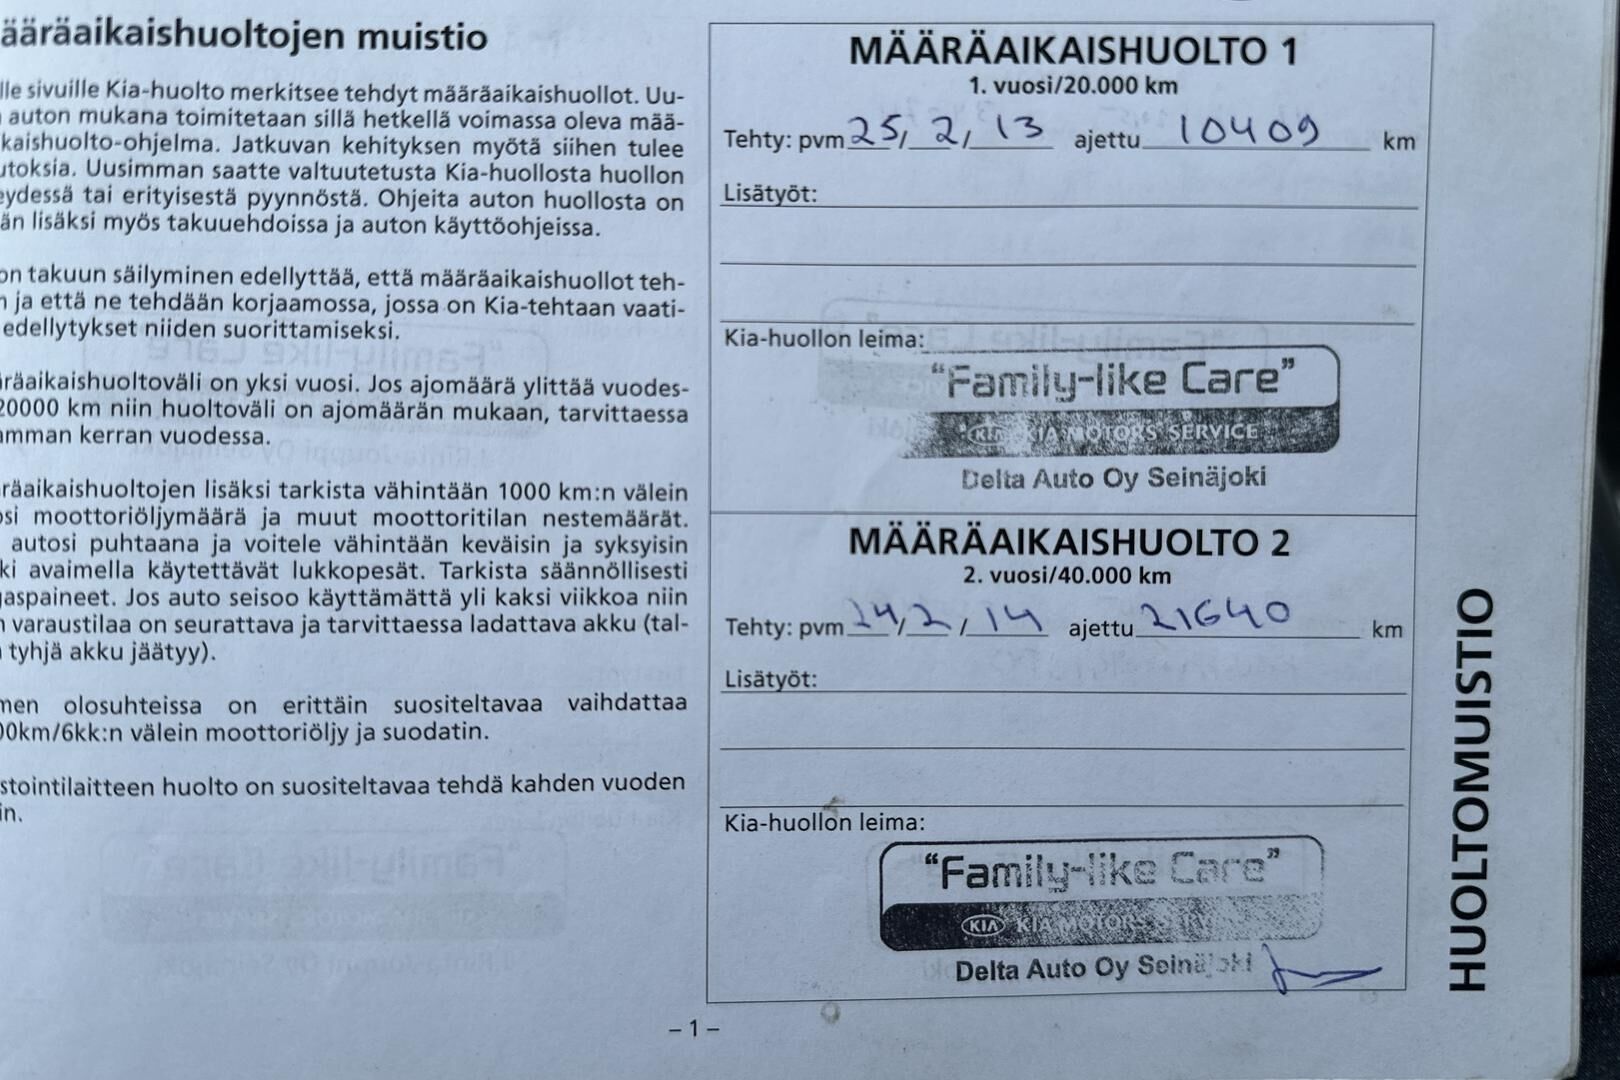 ääräaikaishuoltojen muistio
lle sivuille Kia-huolto merkitsee tehdyt määräaikaishuollot. Uu-
auton mukana toimitetaan sillä hetkellä voimassa oleva mää-
kaishuolto-ohjelma. Jatkuvan kehityksen myötä siihen tulee
utoksia. Uusimman saatte valtuutetusta Kia-huollosta huollon
eydessä tai erityisestä pyynnöstä. Ohjeita auton huollosta on
än lisäksi myös takuuehdoissa ja auton käyttöohjeissa.
on takuun säilyminen edellyttää, että määräaikaishuollot teh-
n ja että ne tehdään korjaamossa, jossa on Kia-tehtaan vaati-
edellytykset niiden suorittamiseksi.
äräaikaishuoltoväli on yksi vuosi. Jos ajomäärä ylittää vuodes-
20000 km niin huoltoväli on ajomäärän mukaan, tarvittaessa
amman kerran vuodessa.
räaikaishuoltojen lisäksi tarkista vähintään 1000 km:n välein
osi moottoriöljymäärä ja muut moottoritilan nestemäärät.
autosi puhtaana ja voitele vähintään keväisin ja syksyisin
ki avaimella käytettävät lukkopesät. Tarkista säännöllisesti
gaspaineet. Jos auto seisoo käyttämättä yli kaksi viikkoa niin
n varaustilaa on seurattava ja tarvittaessa ladattava akku (tal-
tyhjä akku jäätyy).
men olosuhteissa on erittäin suositeltavaa vaihdattaa
00km/6kk:n välein moottoriöljy ja suodatin.
stointilaitteen huolto on suositeltavaa tehdä kahden vuoden
in.
MÄÄRÄAIKAISHUOLTO 1
1. vuosi/20.000 km
Tehty: pvm 25/ 2/ 13 ajettu 10409 km
Lisätyöt:
Kia-huollon leima:
"Family-like Care"
KIA KIA MOTORS SERVICE
Delta Auto Oy Seinäjoki
MÄÄRÄAIKAISHUOLTO 2
2. vuosi/40.000 km
Tehty: pvm 24/ 2 / 14 ajettu 21640 km
Lisätyöt:
Kia-huollon leima:
"Family-like Care"
KIA KIA MOTORS
Delta Auto Oy Seinäjoki
– 1 –
HUOLTOMUISTIO